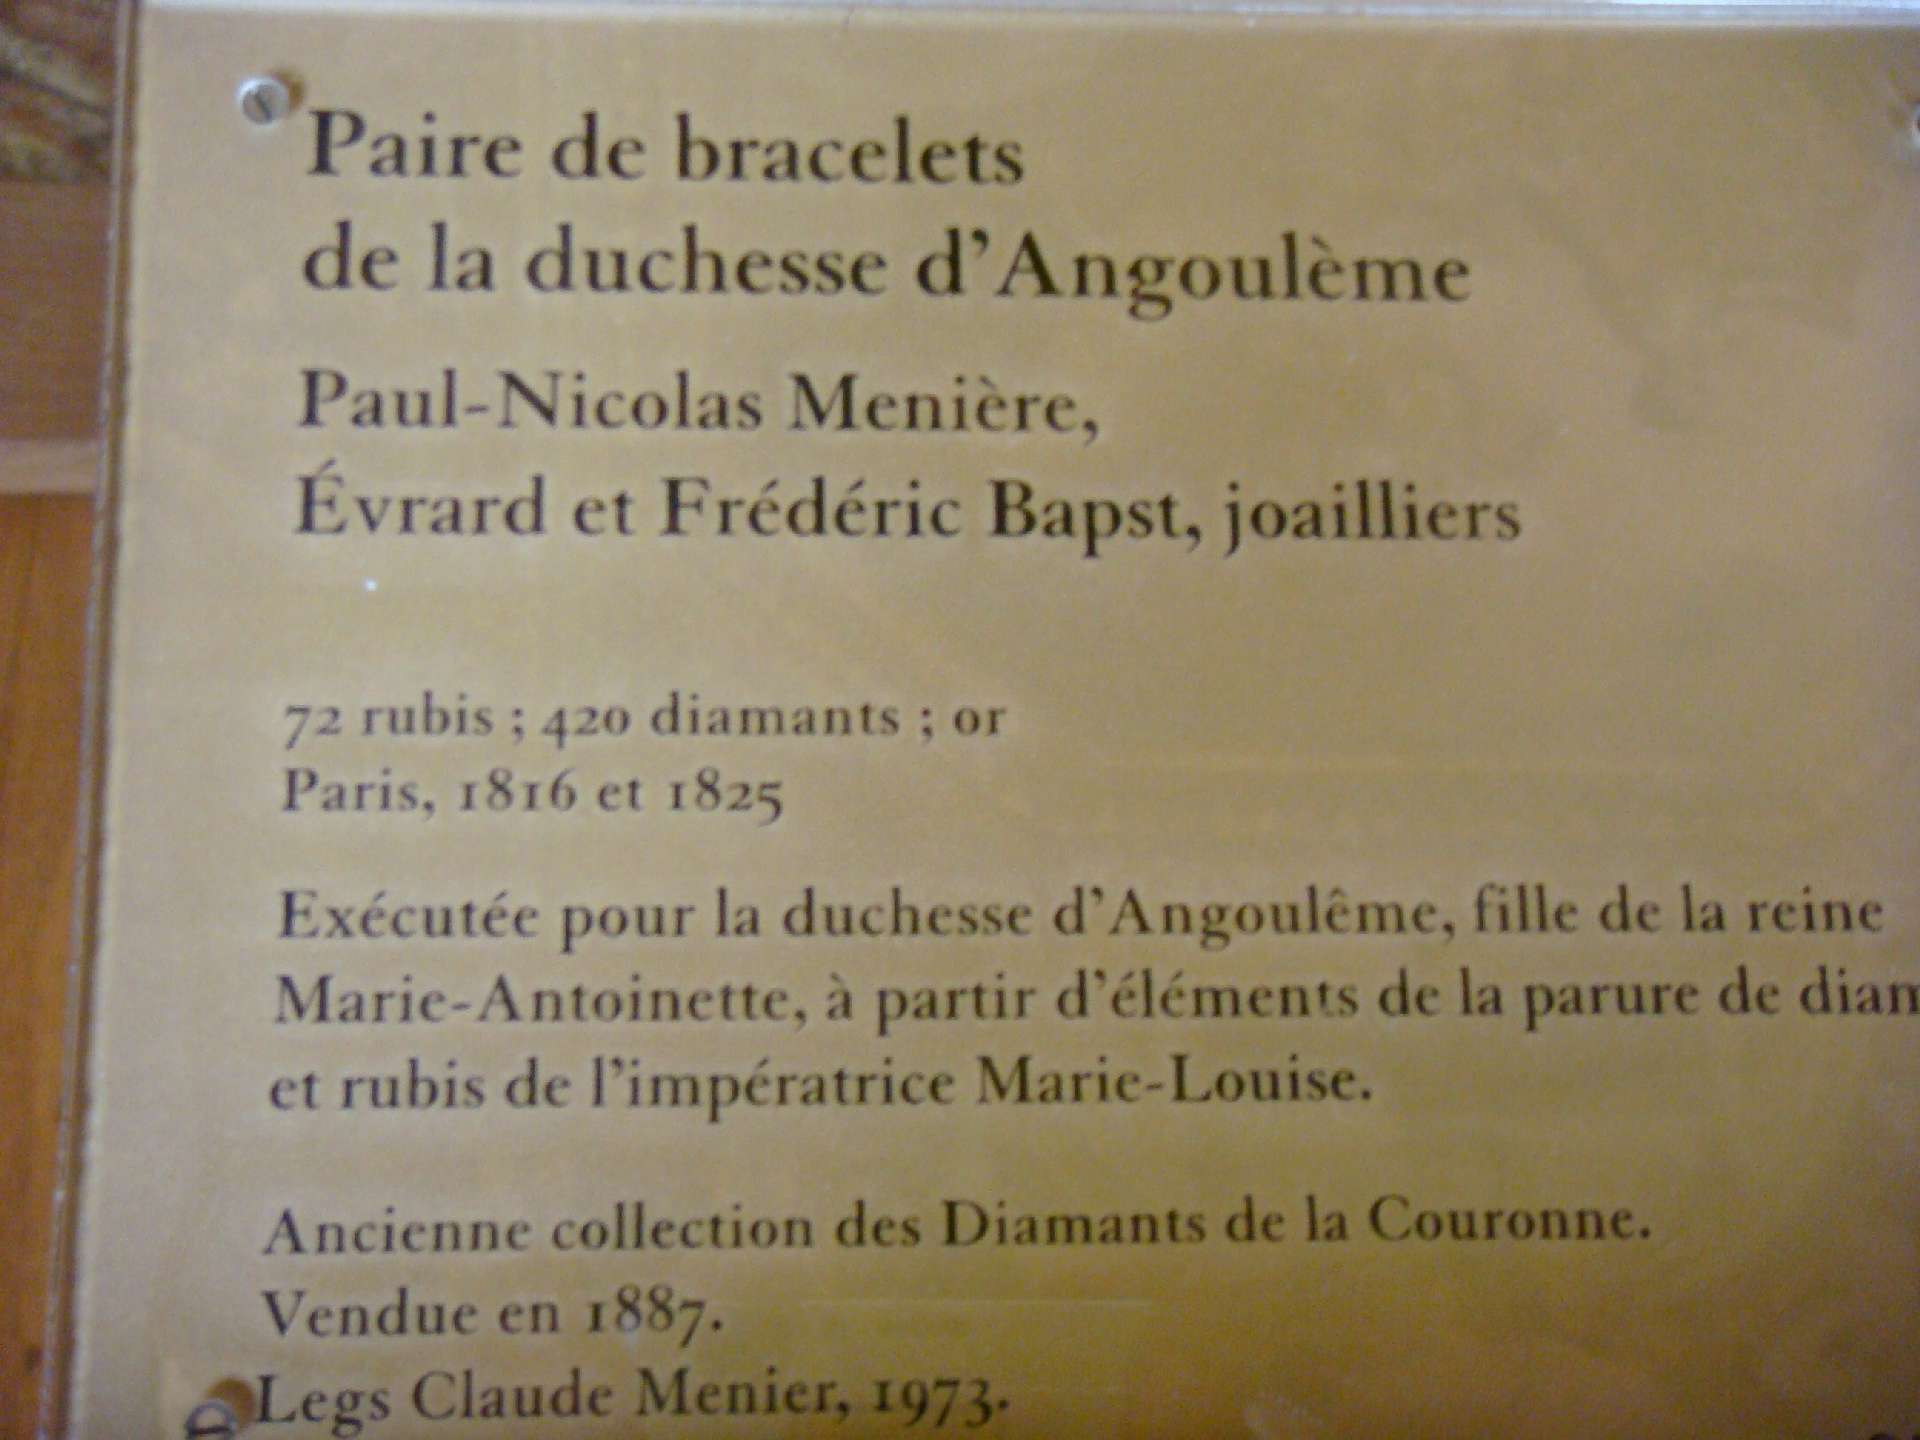 Paire de bracelets
de la duchesse d'Angoulème
Paul-Nicolas Menière,
Évrard et Frédéric Bapst, joailliers
72 rubis ; 420 diamants ; or
Paris, 1816 et 1825
Exécutée pour la duchesse d'Angoulême, fille de la reine
Marie-Antoinette, à partir d'éléments de la parure de diam
et rubis de l'impératrice Marie-Louise.
Ancienne collection des Diamants de la Couronne.
Vendue en 1887.
Legs Claude Menier, 1973.